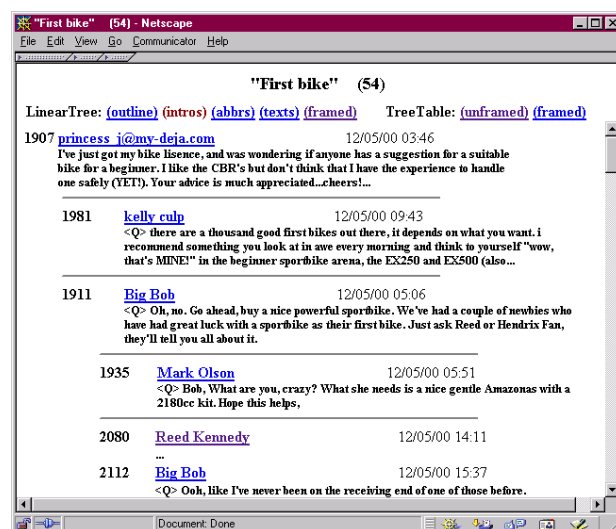 "First bike"    (54) - Netscape
File Edit View Go Communicator Help
"First bike"    (54)
LinearTree: (outline) (intros) (abbrs) (texts) (framed)    TreeTable: (unframed) (framed)
1907 princess_j@my-deja.com    12/05/00 03:46
I've just got my bike lisence, and was wondering if anyone has a suggestion for a suitable
bike for a beginner. I like the CBR's but don't think that I have the experience to handle
one safely (YET!). Your advice is much appreciated...cheers!...
1981    kelly culp    12/05/00 09:43
<Q> there are a thousand good first bikes out there, it depends on what you want. i
recommend something you look at in awe every morning and think to yourself "wow,
that's MINE!" in the beginner sportbike arena, the EX250 and EX500 (also...
1911    Big Bob    12/05/00 05:06
<Q> Oh, no. Go ahead, buy a nice powerful sportbike. We've had a couple of newbies who
have had great luck with a sportbike as their first bike. Just ask Reed or Hendrix Fan,
they'll tell you all about it.
1935    Mark Olson    12/05/00 05:51
<Q> Bob, What are you, crazy? What she needs is a nice gentle Amazonas with a
2180cc kit. Hope this helps,
2080    Reed Kennedy    12/05/00 14:11
...
2112    Big Bob    12/05/00 15:37
<Q> Ooh, like I've never been on the receiving end of one of those before.
Document: Done